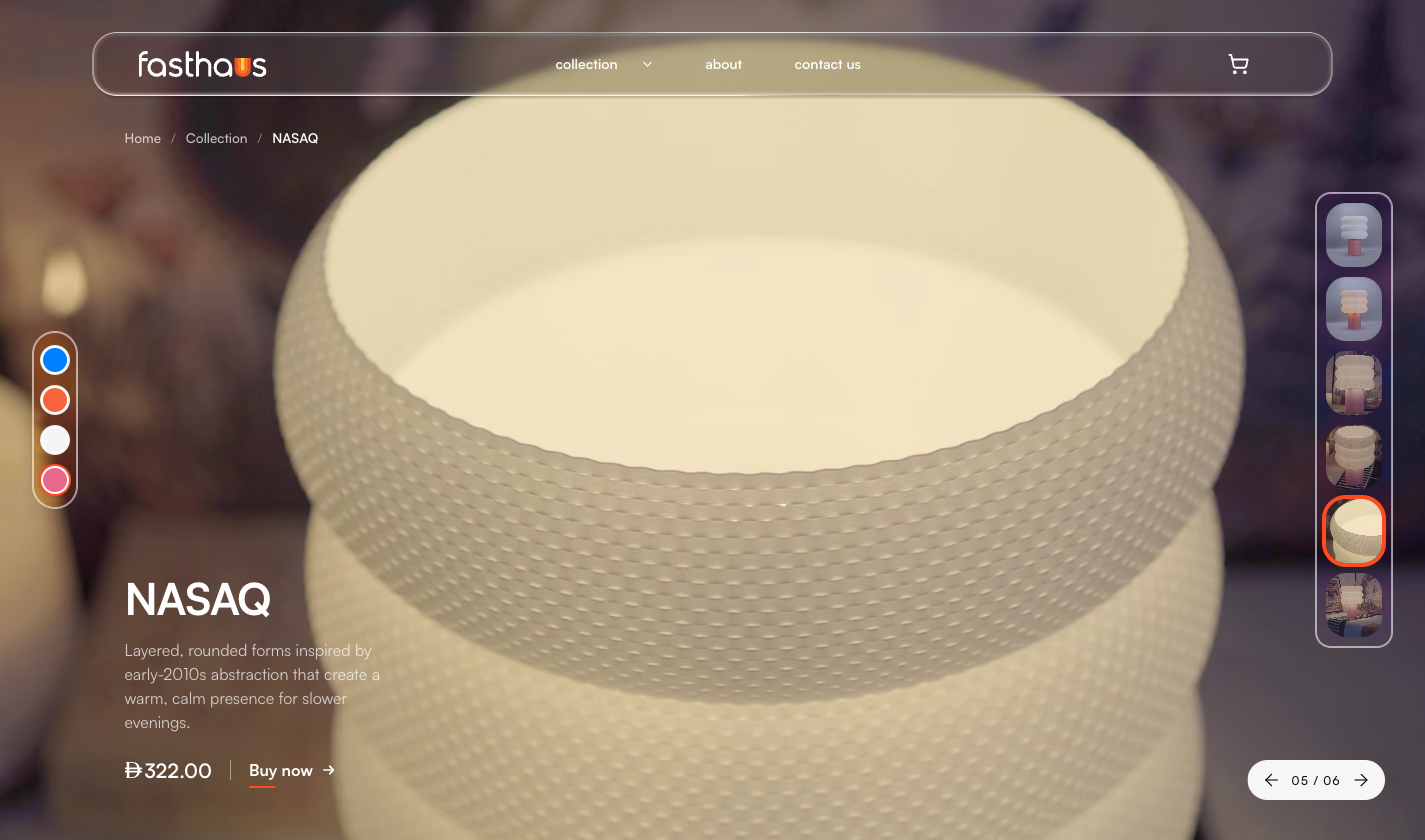 fasthaus
collection
about
contact us
Home / Collection / NASAQ
NASAQ
Layered, rounded forms inspired by
early-2010s abstraction that create a
warm, calm presence for slower
evenings.
322.00
Buy now →
← 05 / 06 →